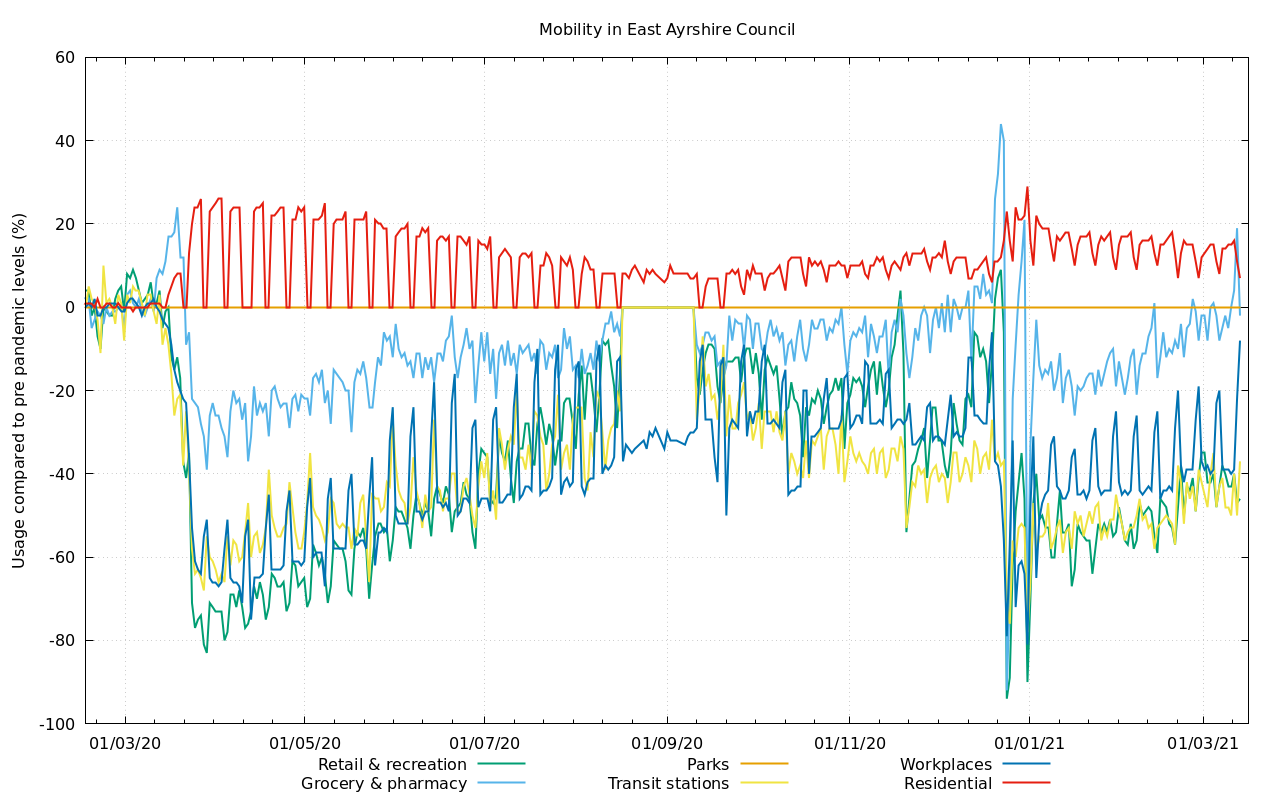 Mobility in East Ayrshire Council
Usage compared to pre pandemic levels (%)
60
40
20
0
-20
-40
-60
-80
-100
01/03/20 01/05/20 01/07/20 01/09/20 01/11/20 01/01/21 01/03/21
Retail & recreation Parks Workplaces
Grocery & pharmacy Transit stations Residential